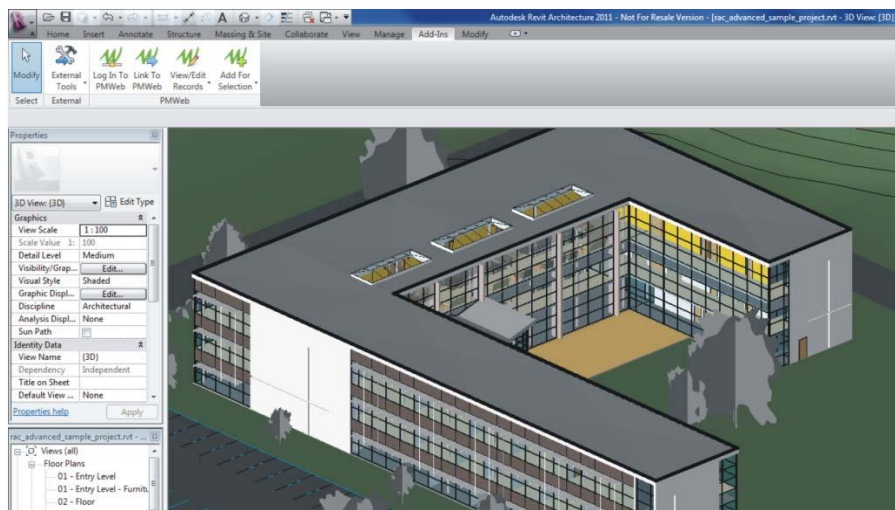 Autodesk Revit Architecture 2011 - Not For Resale Version - [rac_advanced_sample_project.rvt - 3D View: {3D}]
Home Insert Annotate Structure Massing & Site Collaborate View Manage Add-Ins Modify
Modify External Tools Log In To PMWeb Link To PMWeb View/Edit Records Add For Selection
Select External PMWeb
Properties
3D View: {3D} Edit Type
Graphics
View Scale 1 : 100
Scale Value 1: 100
Detail Level Medium
Visibility/Grap... Edit...
Visual Style Shaded
Graphic Displ... Edit...
Discipline Architectural
Analysis Displ... None
Sun Path
Identity Data
View Name {3D}
Dependency Independent
Title on Sheet
Default View ... None
Properties help Apply
rac_advanced_sample_project.rvt - ...
Views (all)
Floor Plans
01 - Entry Level
01 - Entry Level - Furnitu
02 - Floor